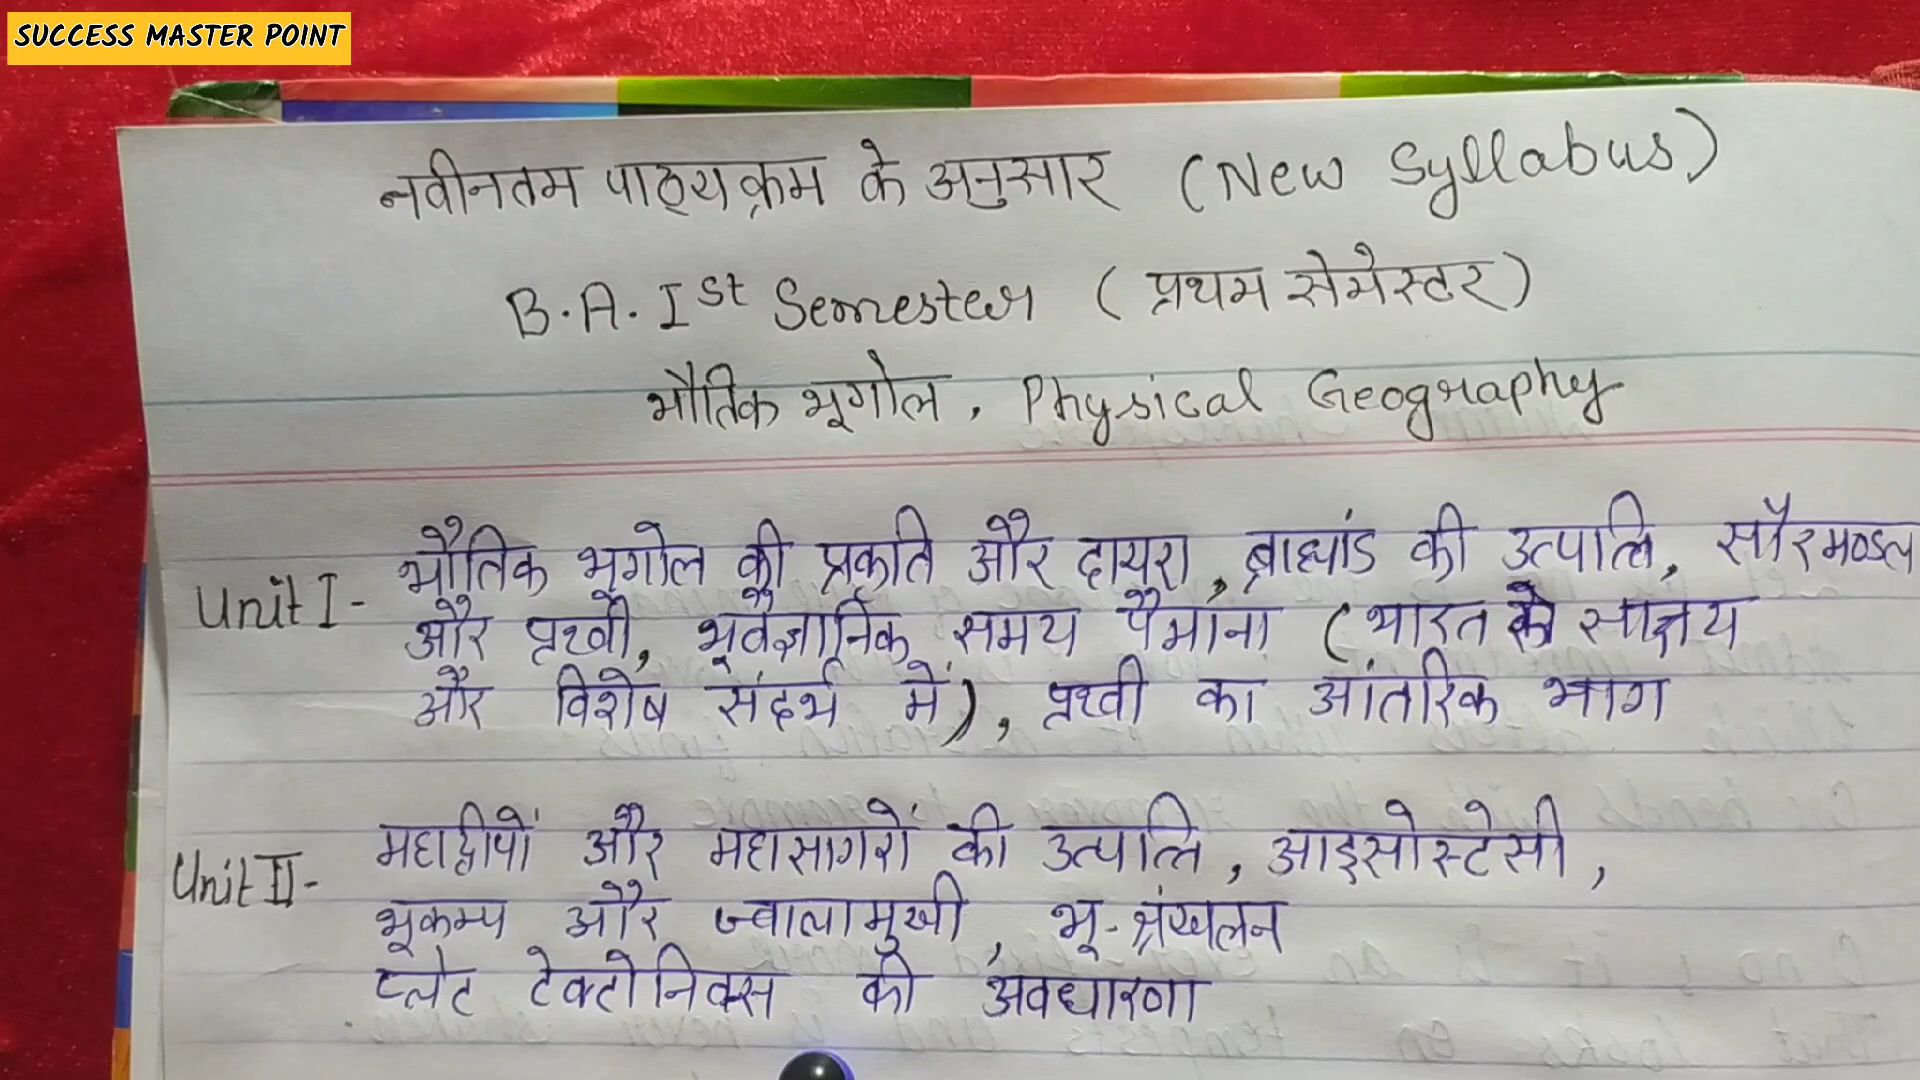 SUCCESS MASTER POINT
नवीनतम पाठ्यक्रम के अनुसार (New Syllabus)
B.A. Ist Semester (प्रथम सेमेस्टर)
भौतिक भूगोल, Physical Geography
Unit I- भौतिक भूगोल की प्रकृति और दायरा, ब्राह्मांड की उत्पत्ति, सौरमण्डल
और पृथ्वी, भूवैज्ञानिक समय पैमाना (भारत के साक्ष्य
और विशेष संदर्भ में), पृथ्वी का आंतरिक भाग
Unit II- महाद्वीपों और महासागरों की उत्पत्ति, आइसोस्टेसी,
भूकम्प और ज्वालामुखी, भू-श्रंखलन
प्लेट टेक्टोनिक्स की अवधारणा